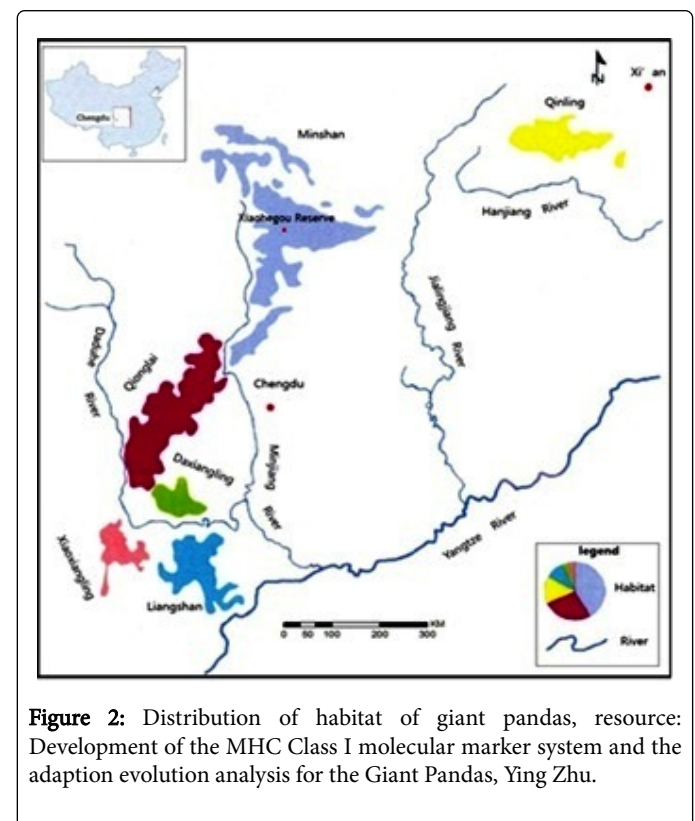 Chengdu
N
Xi' an
Qinling
Minshan
Xiaohegou Reserve
Hanjiang River
Jialingjiang River
Daduhe River
Qionglai
Chengdu
Daxiangling
Minjiang River
Xiaoxiangling
Liangshan
Yangtze River
legend
Habitat
River
0 50 100 200 300 KM
Figure 2: Distribution of habitat of giant pandas, resource:
Development of the MHC Class I molecular marker system and the
adaption evolution analysis for the Giant Pandas, Ying Zhu.